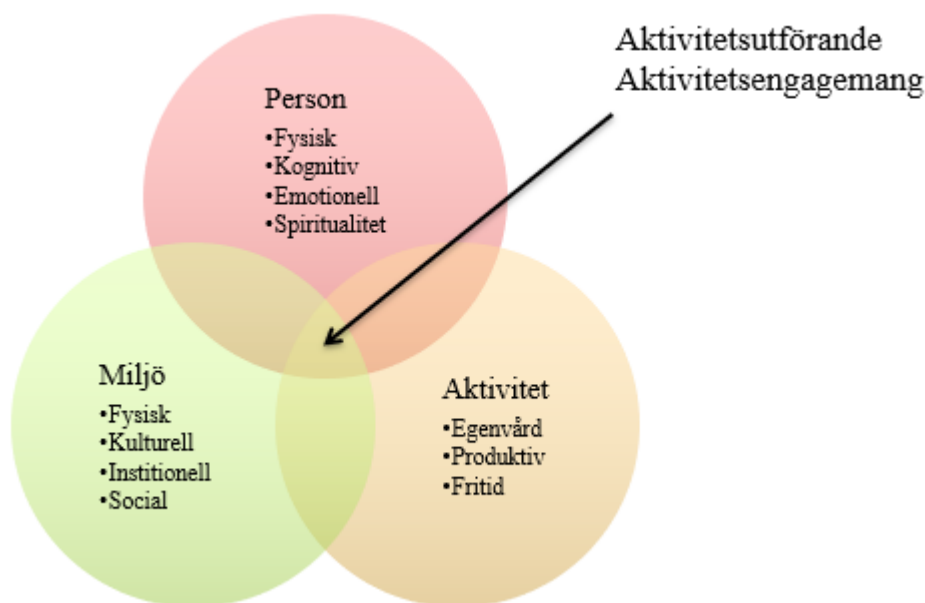 Aktivitetsutförande
Aktivitetsengagemang
Person
•Fysisk
•Kognitiv
•Emotionell
•Spiritualitet
Miljö
•Fysisk
•Kulturell
•Institionell
•Social
Aktivitet
•Egenvård
•Produktiv
•Fritid